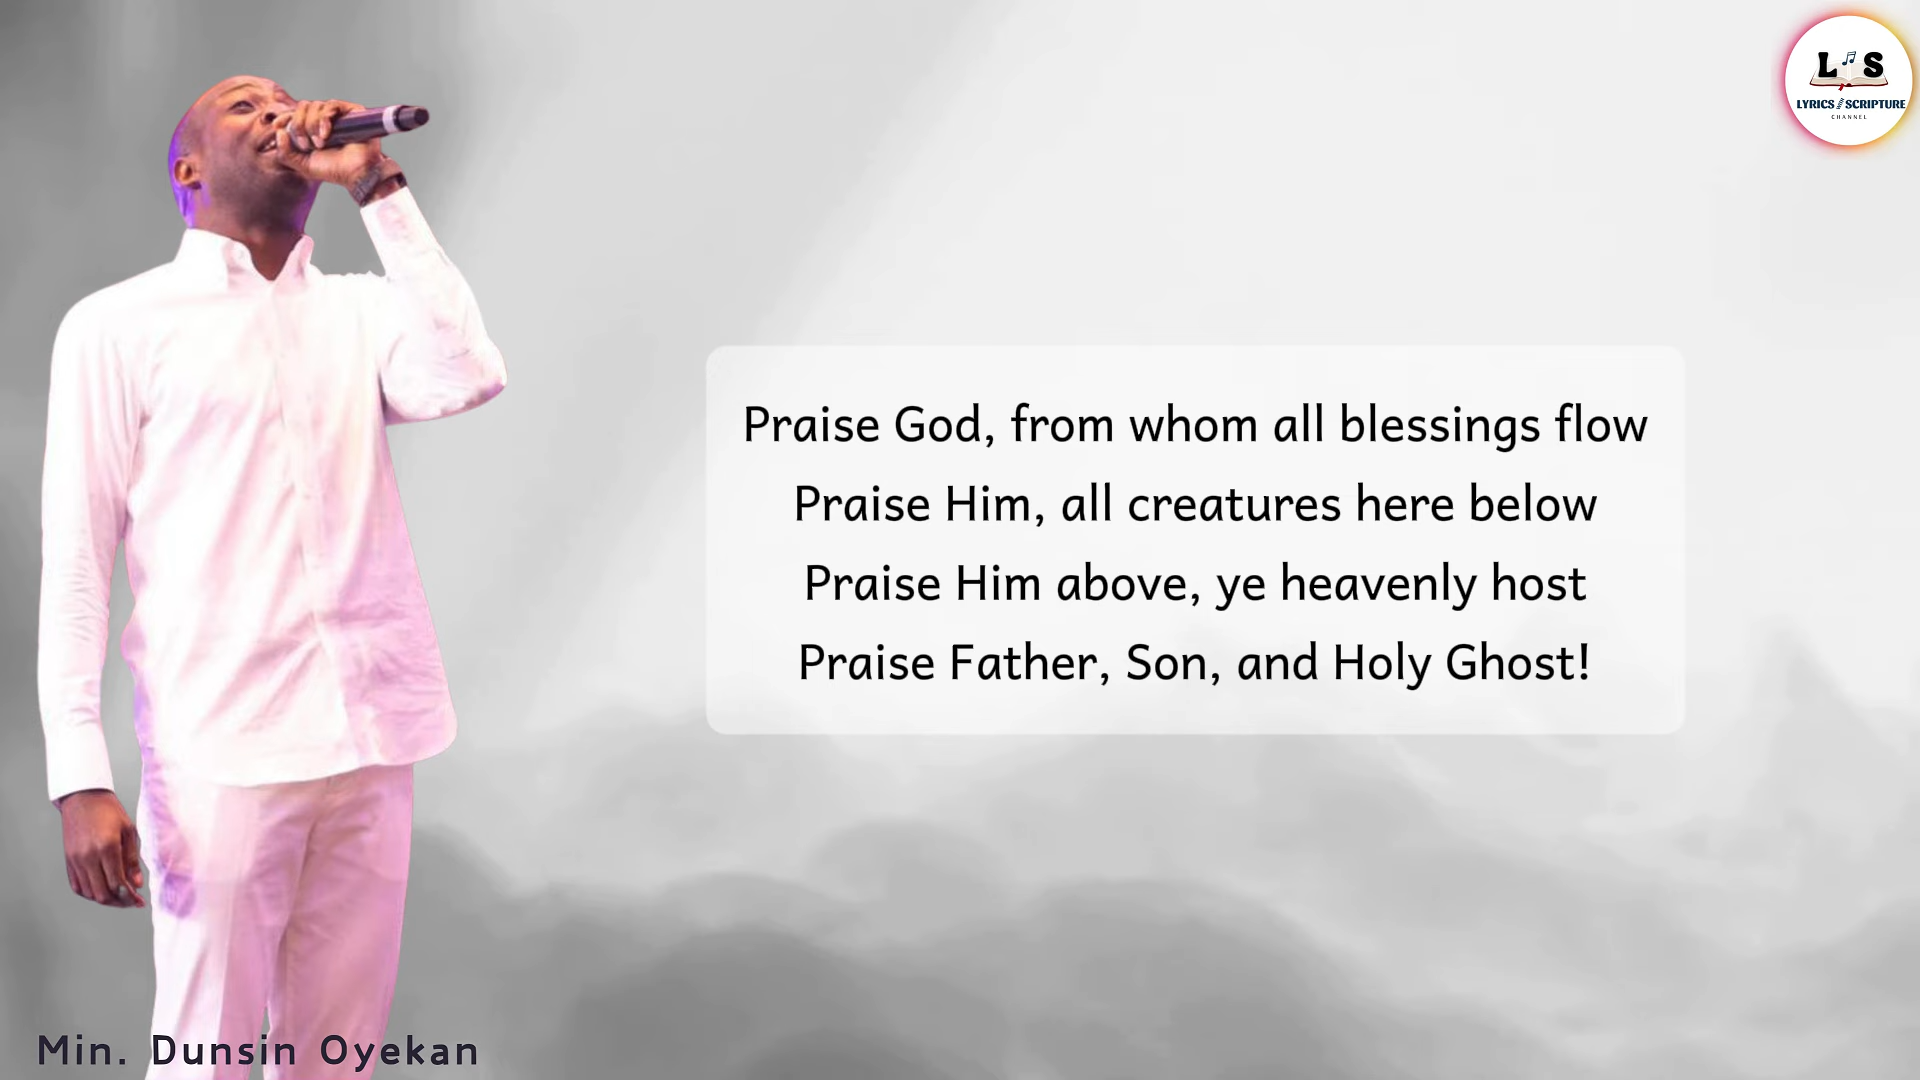 L S
LYRICS SCRIPTURE
CHANNEL
Praise God, from whom all blessings flow
Praise Him, all creatures here below
Praise Him above, ye heavenly host
Praise Father, Son, and Holy Ghost!
Min. Dunsin Oyekan